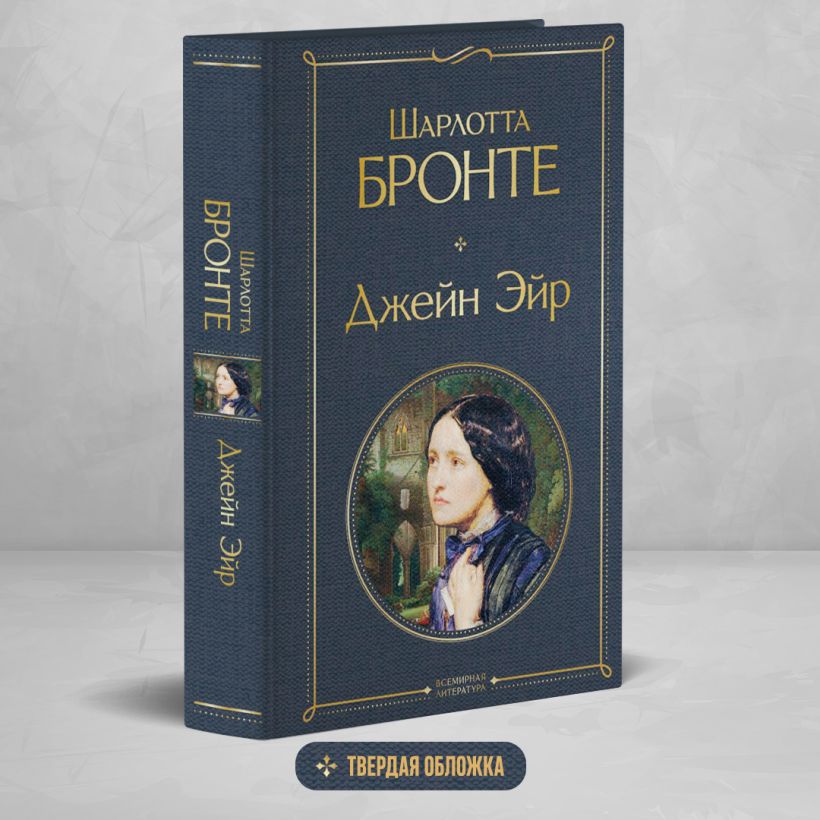 Шарлотта
БРОНТЕ
Джейн Эйр
ВСЕМИРНАЯ
ЛИТЕРАТУРА
Шарлотта
БРОНТЕ
Джейн Эйр
ТВЕРДАЯ ОБЛОЖКА